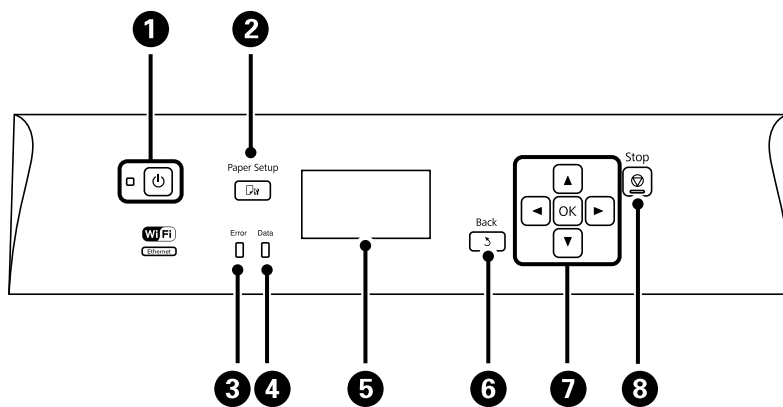 1 2
Paper Setup
Stop
OK
Back
WiFi
Ethernet
Error Data
3 4 5 6 7 8